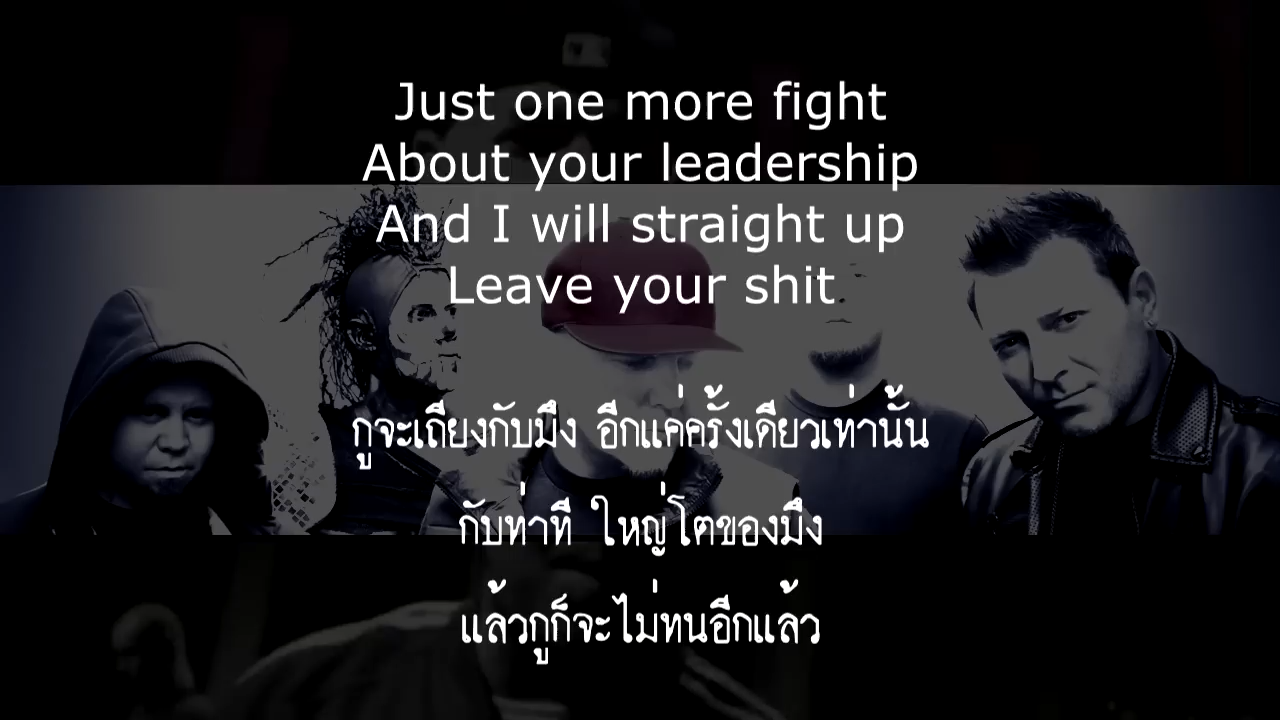 Just one more fight
About your leadership
And I will straight up
Leave your shit
กูจะเถียงกับมึง อีกแค่ครั้งเดียวเท่านั้น
กับท่าที ใหญ่โตของมึง
แล้วกูก็จะไม่ทนอีกแล้ว